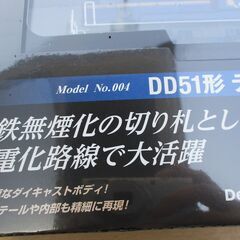 Model No.004 DD51形
鉄無煙化の切り札とし
電化路線で大活躍
なダイキャストボディ!
テールや内部も精細に再現!
De